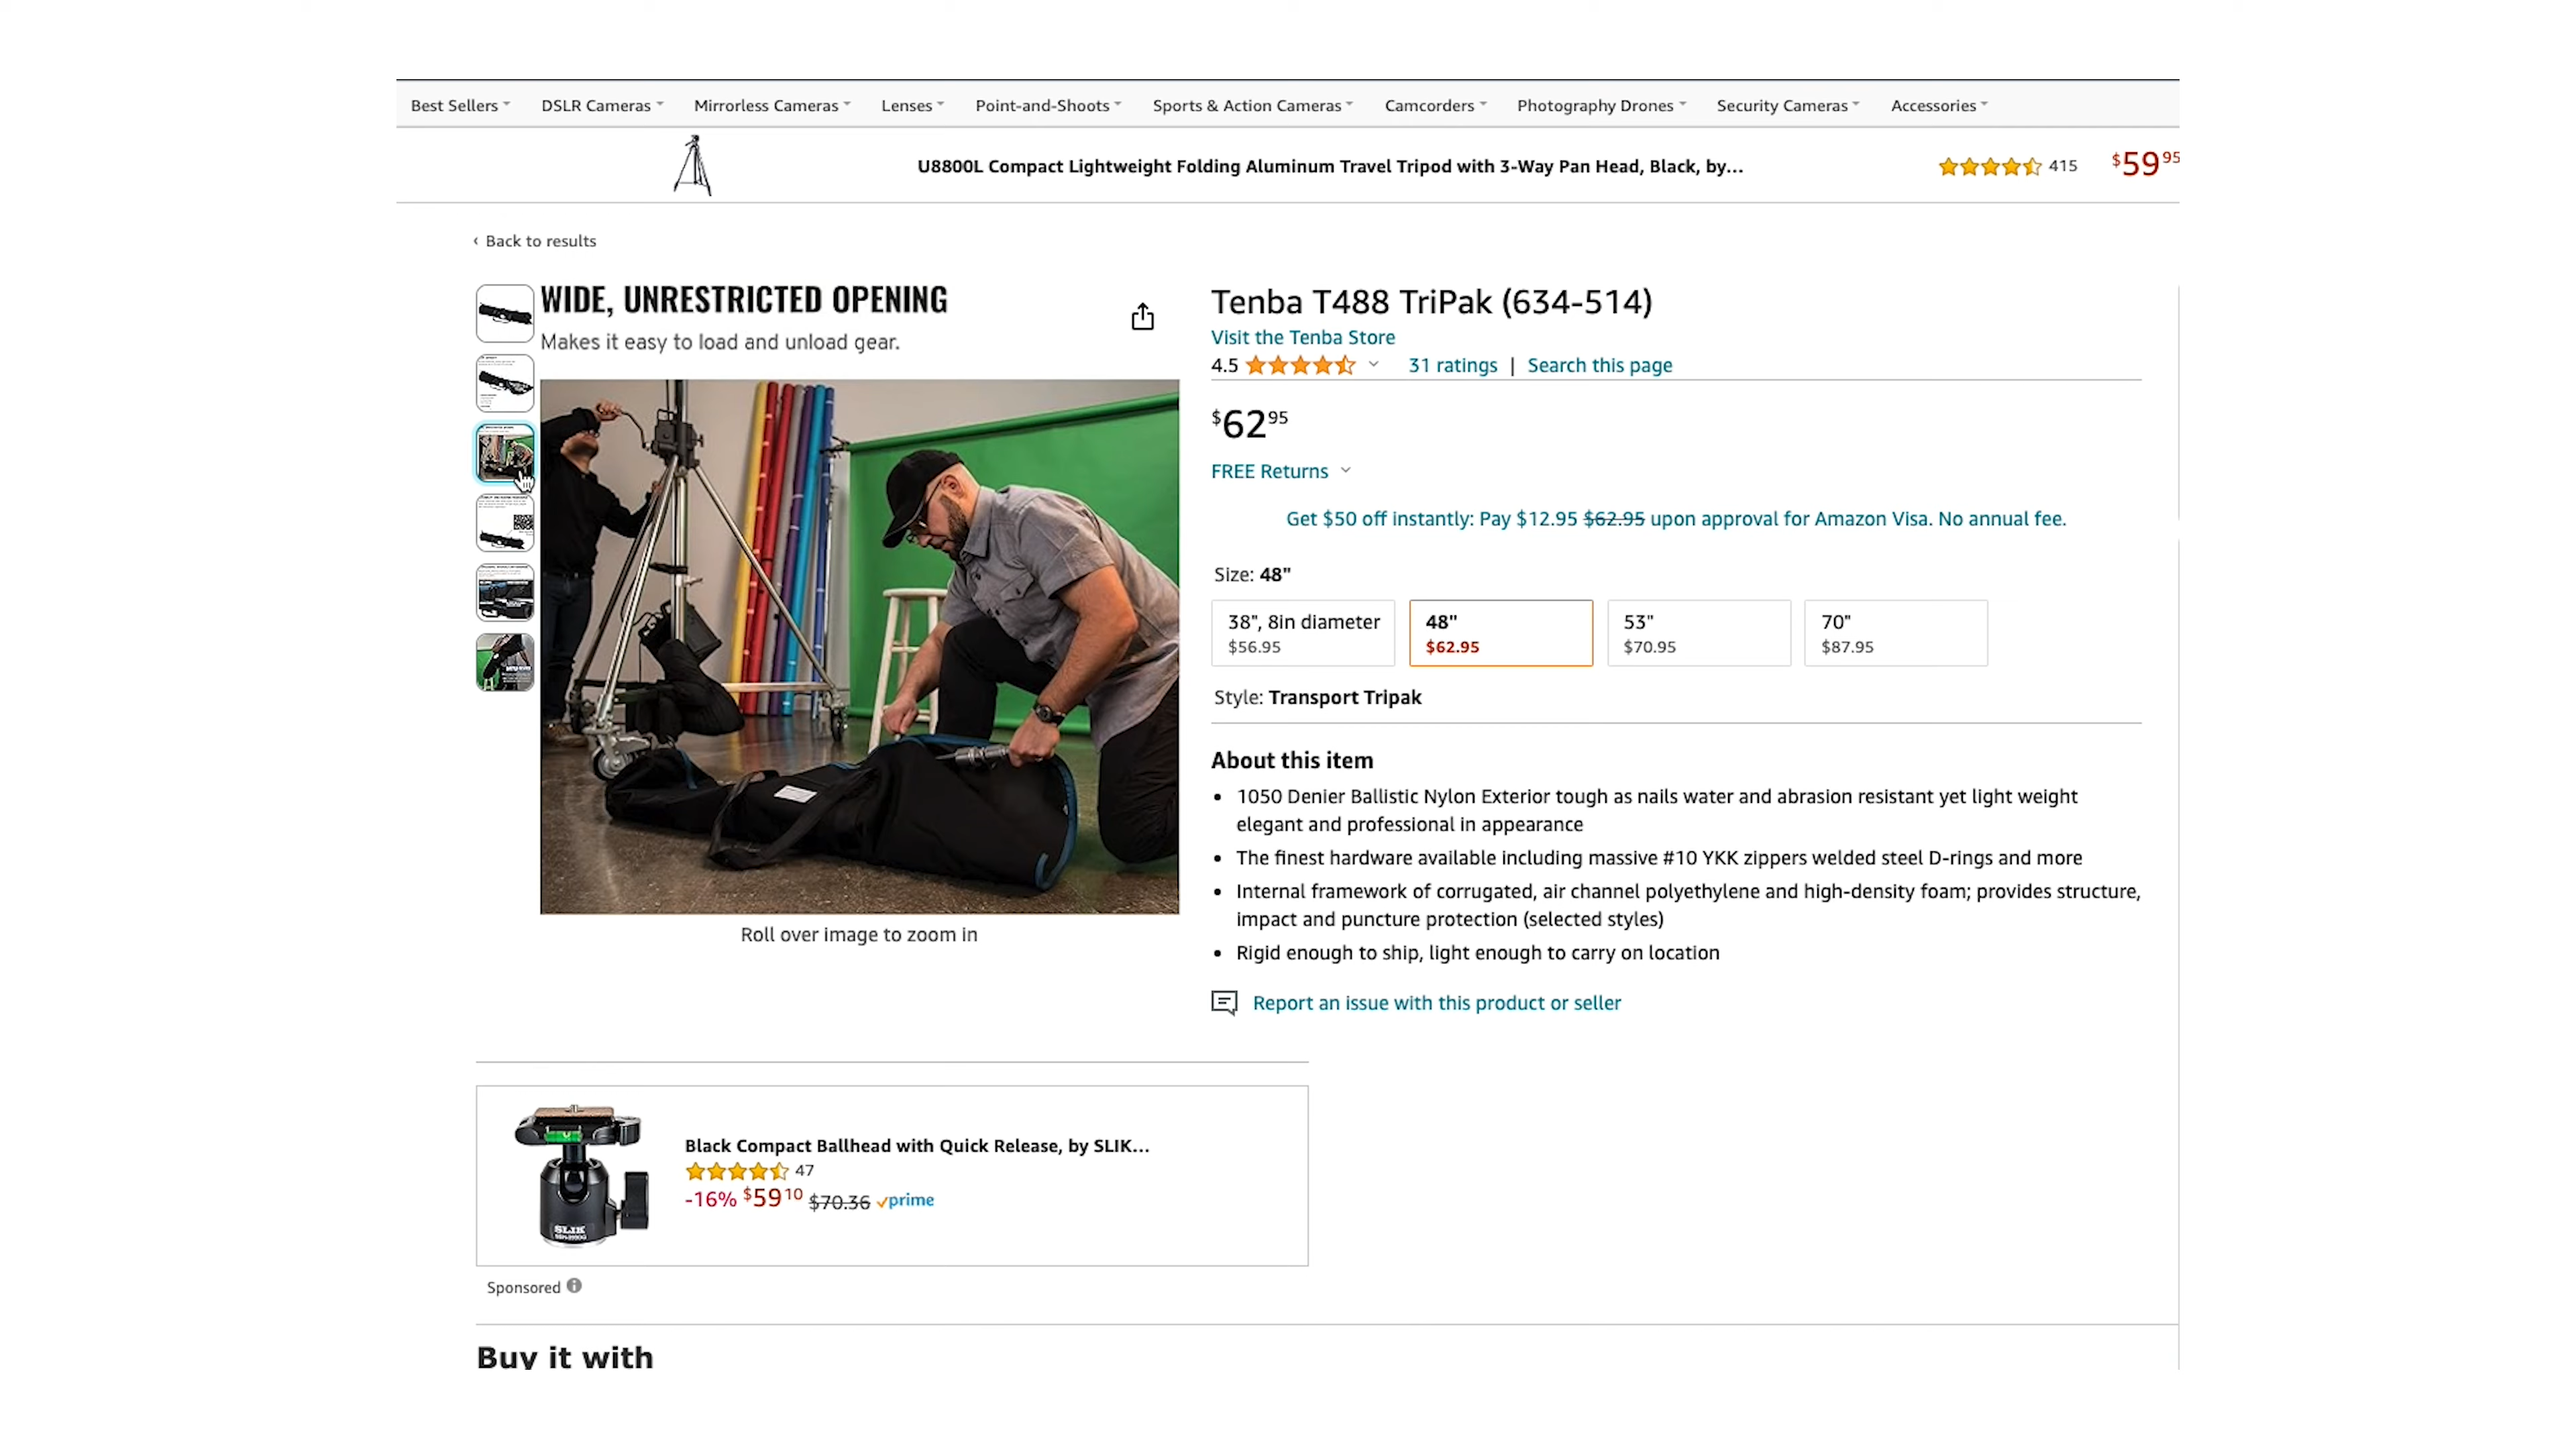 Best Sellers DSLR Cameras Mirrorless Cameras Lenses Point-and-Shoots Sports & Action Cameras Camcorders Photography Drones Security Cameras Accessories
U8800L Compact Lightweight Folding Aluminum Travel Tripod with 3-Way Pan Head, Black, by... 415 $59 95
‹ Back to results
WIDE, UNRESTRICTED OPENING
Makes it easy to load and unload gear.
Roll over image to zoom in
Tenba T488 TriPak (634-514)
Visit the Tenba Store
4.5 31 ratings | Search this page
$62 95
FREE Returns
Get $50 off instantly: Pay $12.95 $62.95 upon approval for Amazon Visa. No annual fee.
Size: 48"
38", 8in diameter 48" 53" 70"
$56.95 $62.95 $70.95 $87.95
Style: Transport Tripak
About this item
• 1050 Denier Ballistic Nylon Exterior tough as nails water and abrasion resistant yet light weight
elegant and professional in appearance
• The finest hardware available including massive #10 YKK zippers welded steel D-rings and more
• Internal framework of corrugated, air channel polyethylene and high-density foam; provides structure,
impact and puncture protection (selected styles)
• Rigid enough to ship, light enough to carry on location
Report an issue with this product or seller
SLIK
Black Compact Ballhead with Quick Release, by SLIK...
47
-16% $59 10 $70.36 prime
Sponsored
Buy it with